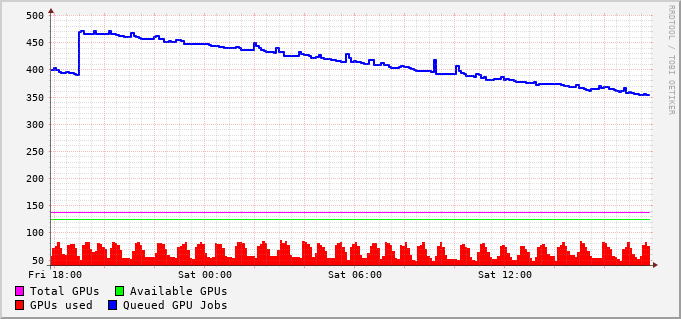 500
450
400
350
300
250
200
150
100
50
Fri 18:00 Sat 00:00 Sat 06:00 Sat 12:00
Total GPUs Available GPUs
GPUs used Queued GPU Jobs
RRDTOOL / TOBI OETIKER